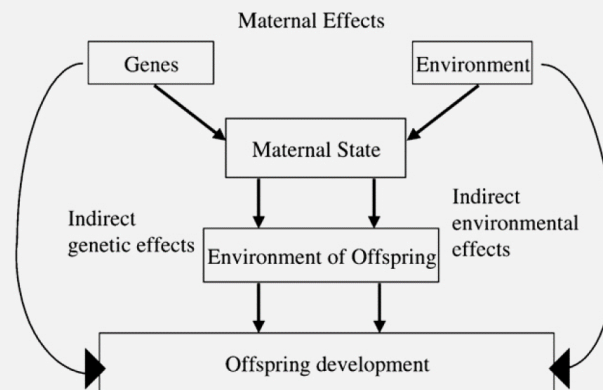 Maternal Effects
Genes
Environment
Maternal State
Indirect
genetic effects
Indirect
environmental
effects
Environment of Offspring
Offspring development